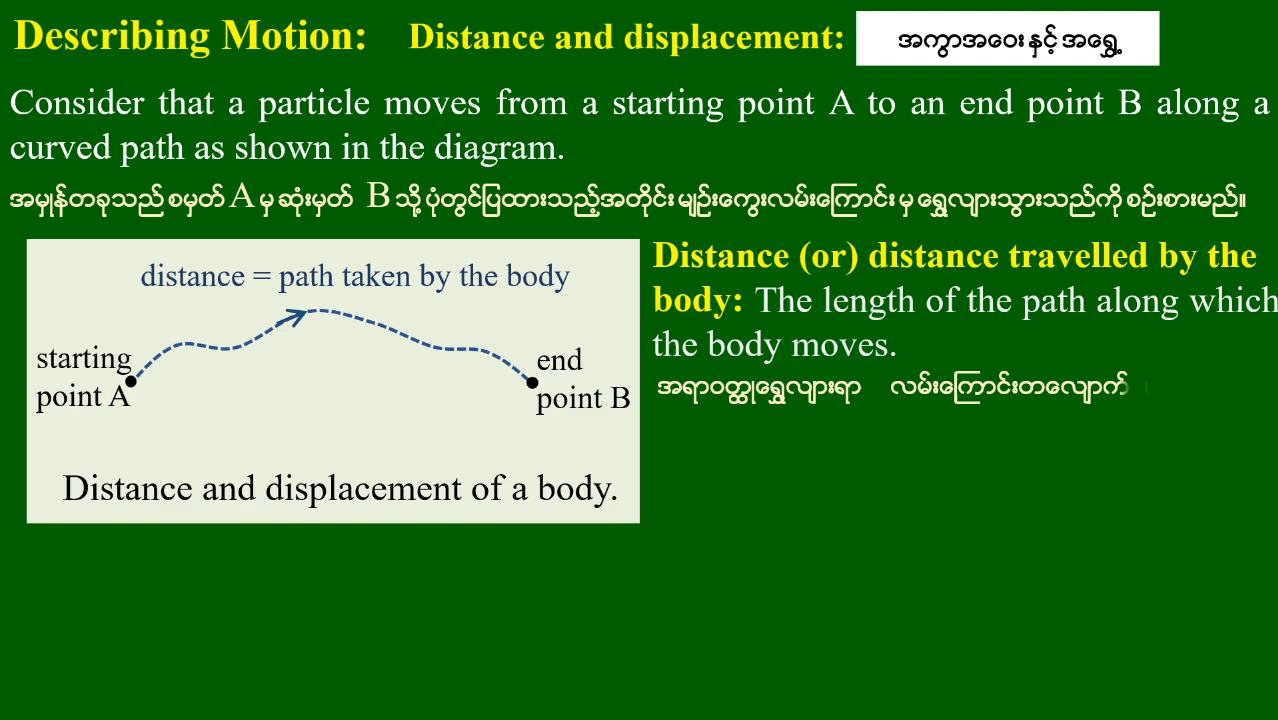 Describing Motion: Distance and displacement: အကွာအဝေး နှင့် အရွှေ့
Consider that a particle moves from a starting point A to an end point B along a
curved path as shown in the diagram.
အမှုန်တခုသည် စမှတ် A မှ ဆုံးမှတ် B သို့ ပုံတွင်ပြထားသည့်အတိုင်း မျဉ်းကွေးလမ်းကြောင်း မှ ရွှေလျားသွားသည်ကို စဉ်းစားမည်။
distance = path taken by the body
starting
point A
end
point B
Distance and displacement of a body.
Distance (or) distance travelled by the
body: The length of the path along which
the body moves.
အရာဝတ္ထုရွှေလျားရာ လမ်းကြောင်းတလျောက်